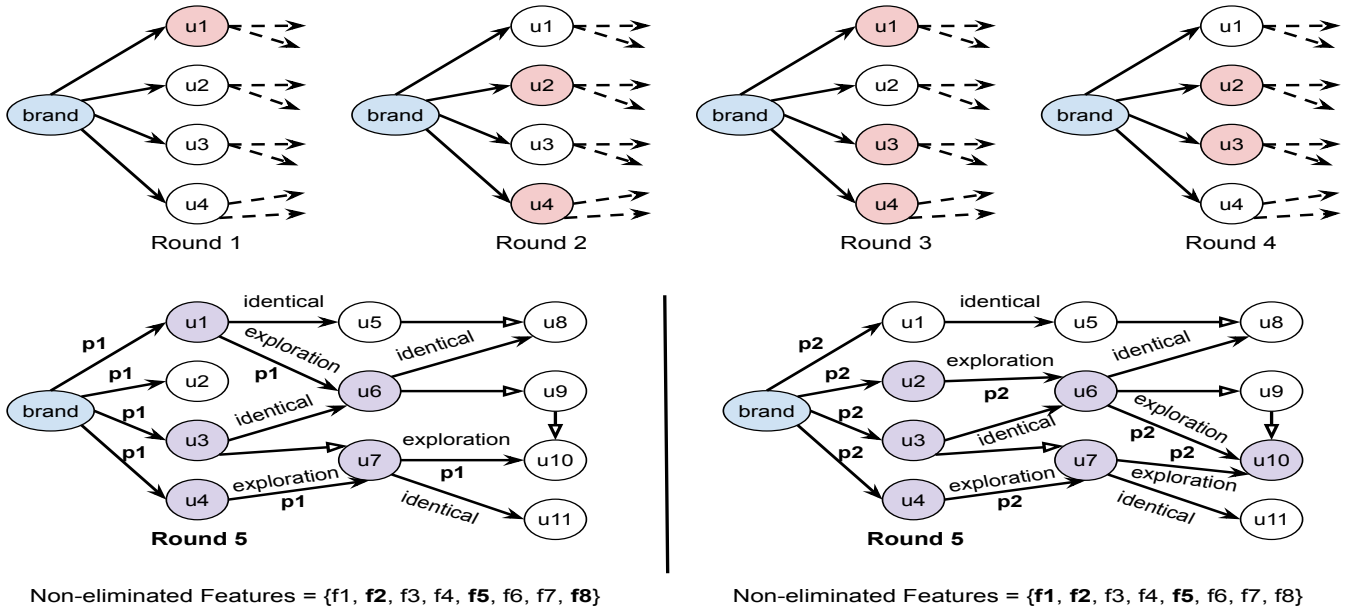 u1 u1 u1 u1
u2 u2 u2 u2
brand brand brand brand
u3 u3 u3 u3
u4 u4 u4 u4
Round 1 Round 2 Round 3 Round 4
identical
u1 u5 u8
p1 exploration identical
p1 p1
u2 u6 u9
brand
p1 identical
u3 exploration
p1 u7 p1 u10
exploration
u4 p1 identical
u11
Round 5
Non-eliminated Features = {f1, f2, f3, f4, f5, f6, f7, f8}
identical
u1 u5 u8
p2 exploration identical
p2 u2 p2 u6 u9
brand
p2 exploration
u3 identical p2
p2 u7 p2 u10
exploration exploration
u4 p2 identical
u11
Round 5
Non-eliminated Features = {f1, f2, f3, f4, f5, f6, f7, f8}